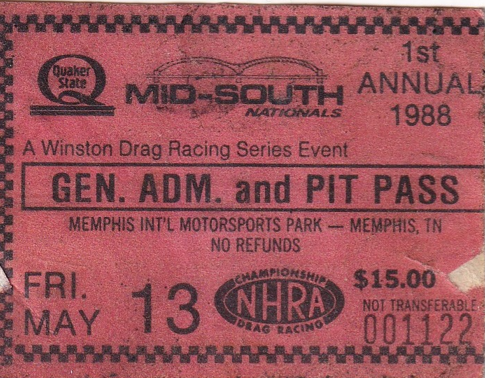 Quaker
State
MID-SOUTH
NATIONALS
1st
ANNUAL
1988
A Winston Drag Racing Series Event
GEN. ADM. and PIT PASS
MEMPHIS INT'L MOTORSPORTS PARK — MEMPHIS, TN
NO REFUNDS
FRI.
MAY
13
CHAMPIONSHIP
NHRA
DRAG RACING
$15.00
NOT TRANSFERABLE
001122